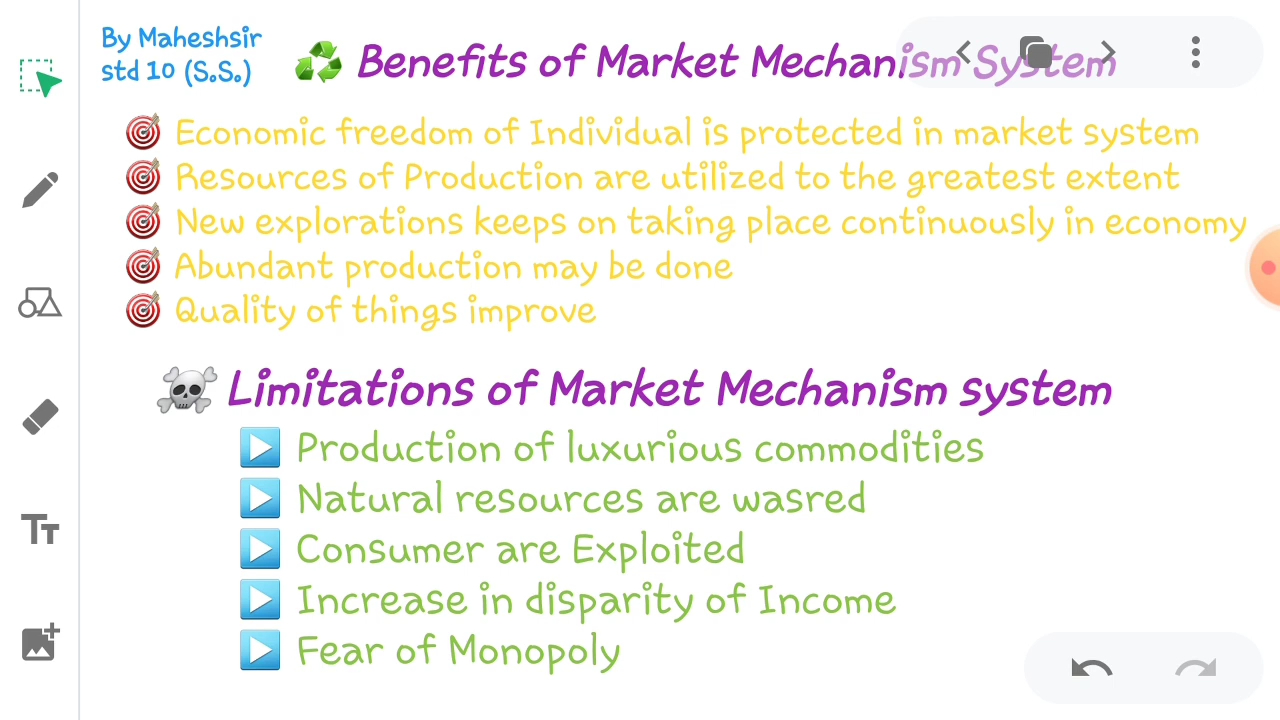 By Maheshsir
std 10 (S.S.)
Benefits of Market Mechanism System
Economic freedom of Individual is protected in market system
Resources of Production are utilized to the greatest extent
New explorations keeps on taking place continuously in economy
Abundant production may be done
Quality of things improve
Limitations of Market Mechanism system
Production of luxurious commodities
Natural resources are wasred
Consumer are Exploited
Increase in disparity of Income
Fear of Monopoly